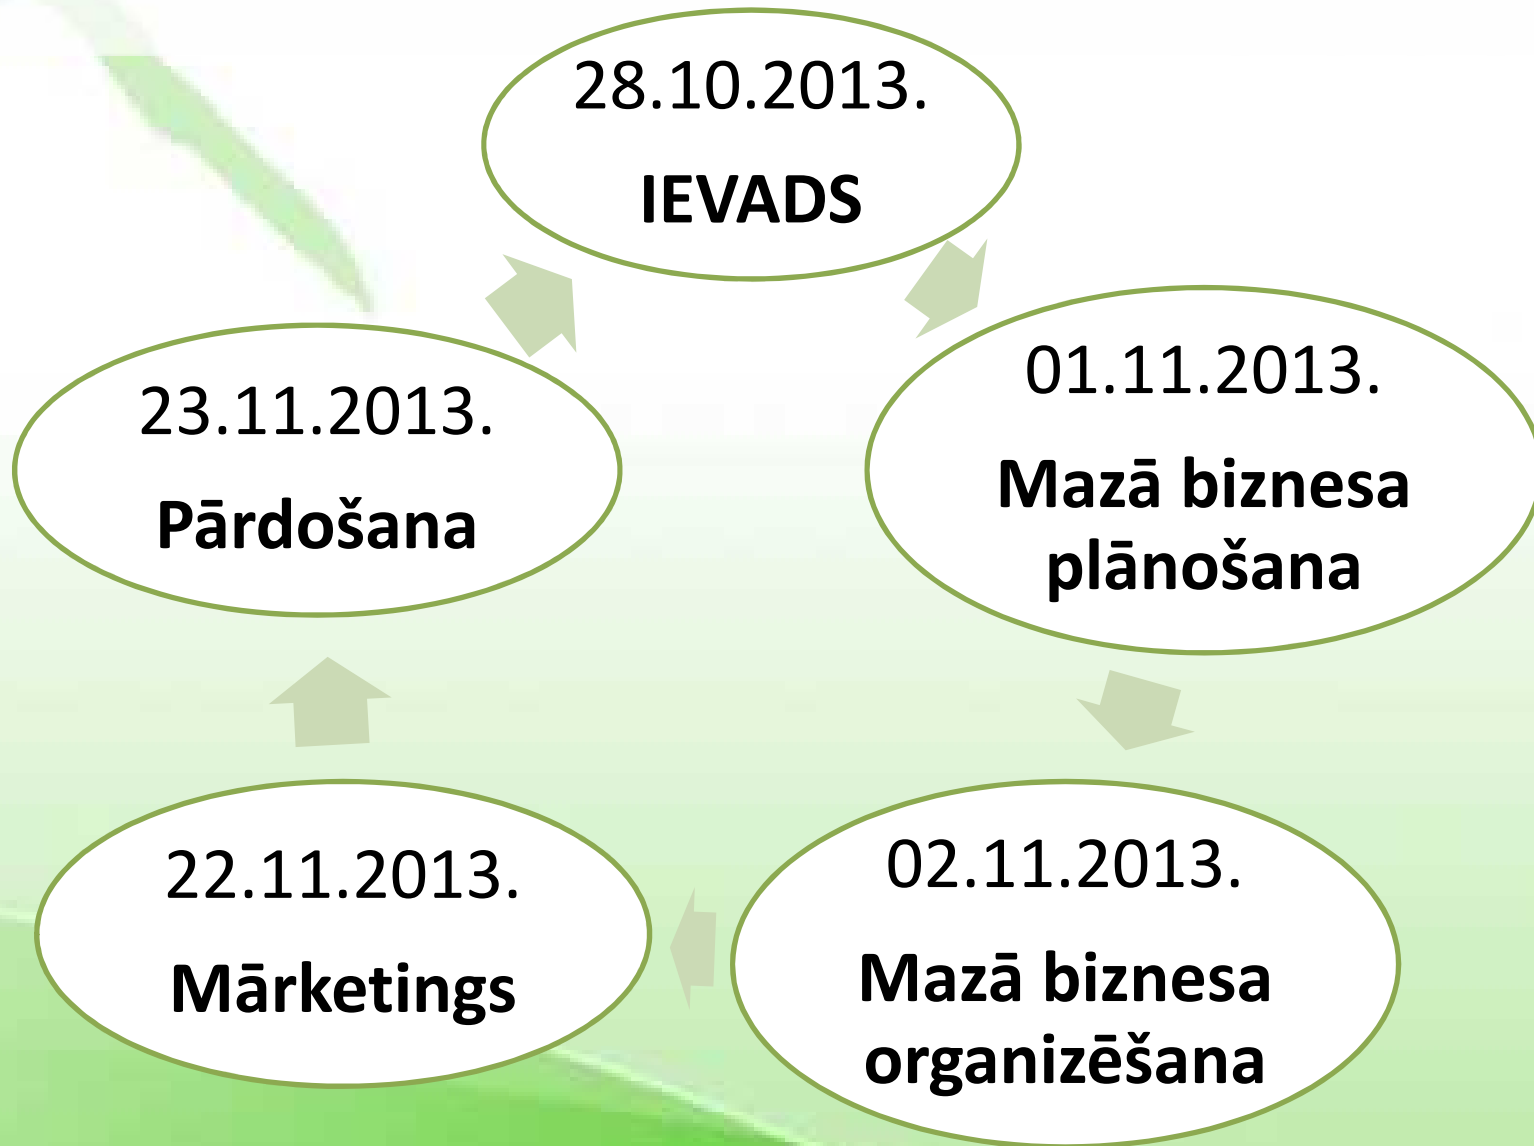 28.10.2013.
IEVADS
01.11.2013.
Mazā biznesa
plānošana
02.11.2013.
Mazā biznesa
organizēšana
22.11.2013.
Mārketings
23.11.2013.
Pārdošana